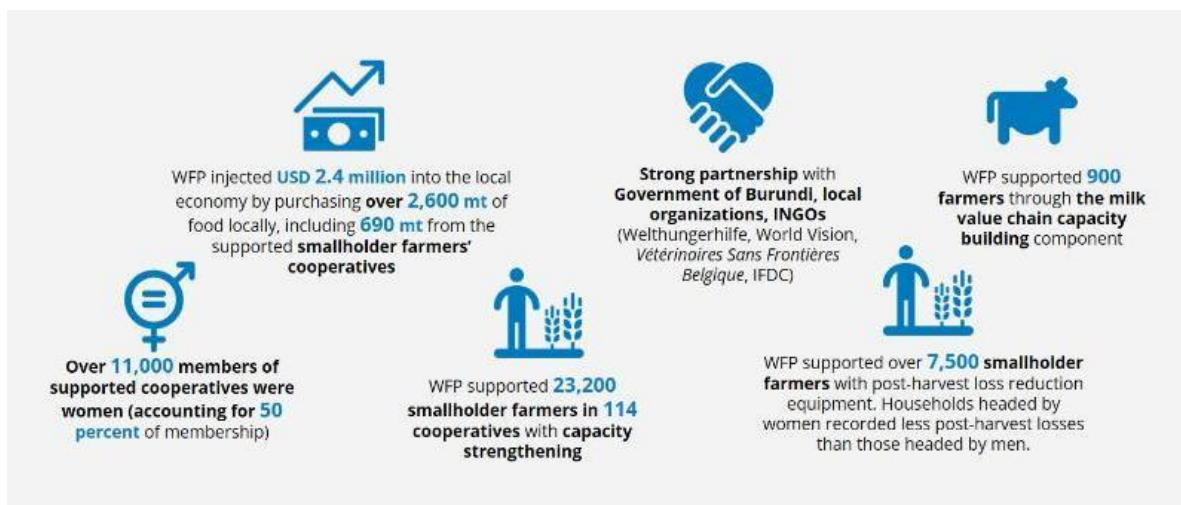 WFP injected USD 2.4 million into the local
economy by purchasing over 2,600 mt of
food locally, including 690 mt from the
supported smallholder farmers'
cooperatives
Strong partnership with
Government of Burundi, local
organizations, INGOs
(Welthungerhilfe, World Vision,
Vétérinaires Sans Frontières
Belgique, IFDC)
WFP supported 900
farmers through the milk
value chain capacity
building component
Over 11,000 members of
supported cooperatives were
women (accounting for 50
percent of membership)
WFP supported 23,200
smallholder farmers in 114
cooperatives with capacity
strengthening
WFP supported over 7,500 smallholder
farmers with post-harvest loss reduction
equipment. Households headed by
women recorded less post-harvest losses
than those headed by men.